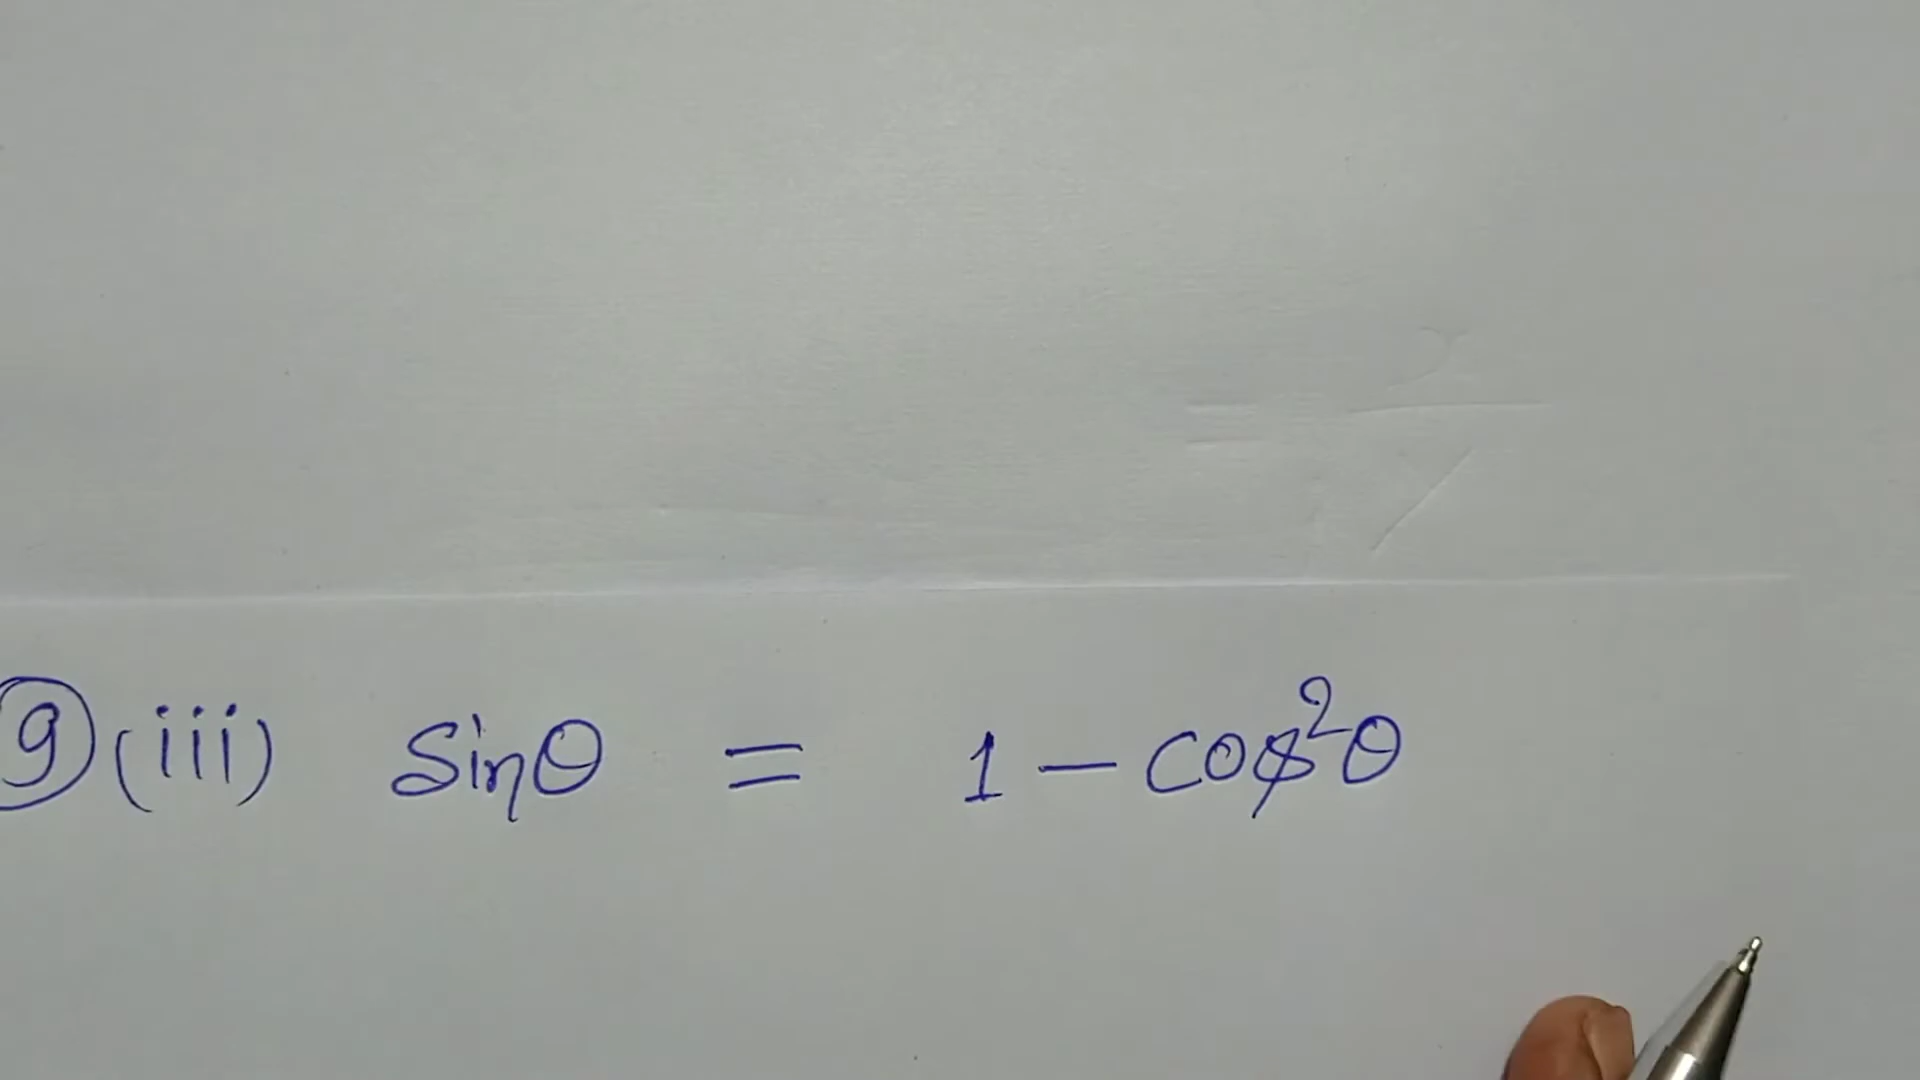 9 (iii) Sinθ = 1 - cos²θ